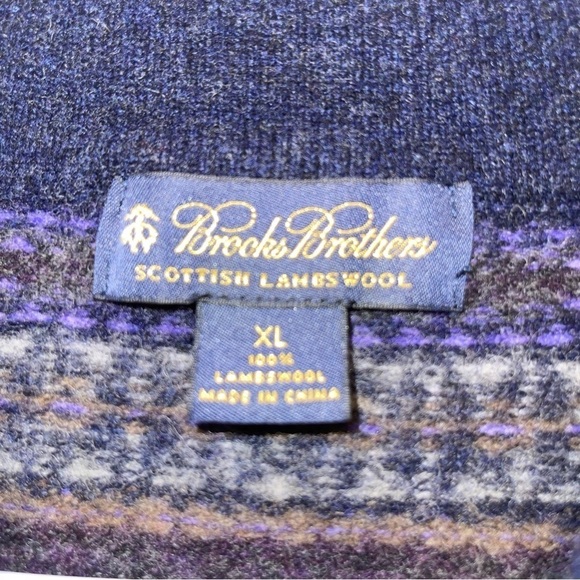 Brooks Brothers
SCOTTISH LAMBSWOOL
XL
100%
LAMBSWOOL
MADE IN CHINA